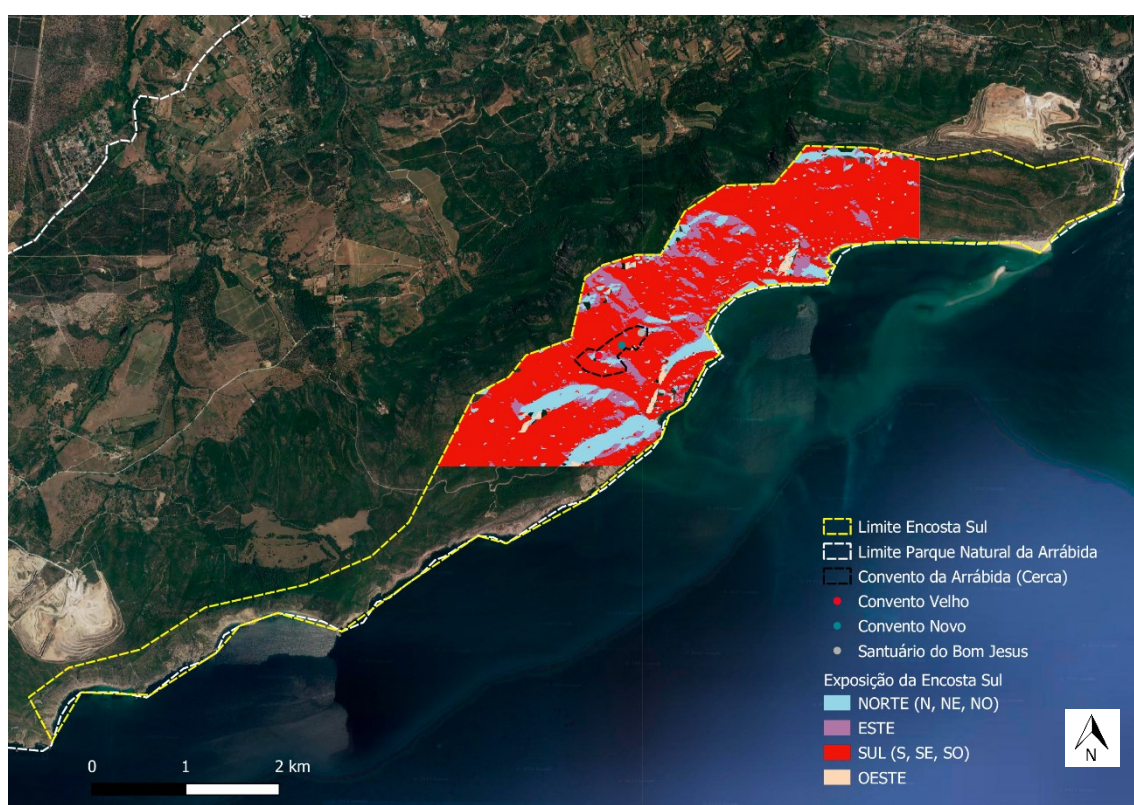 Limite Encosta Sul
Limite Parque Natural da Arrábida
Convento da Arrábida (Cerca)
Convento Velho
Convento Novo
Santuário do Bom Jesus
Exposição da Encosta Sul
NORTE (N, NE, NO)
ESTE
SUL (S, SE, SO)
OESTE
0 1 2 km
N